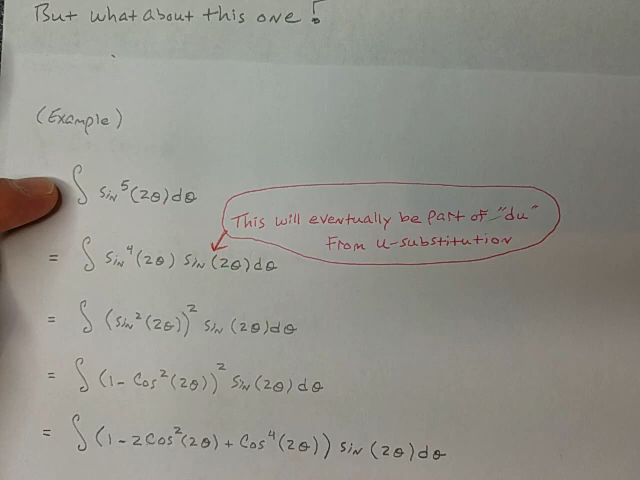 But what about this one!
(Example)
∫ sin⁵(2θ)dθ
This will eventually be part of "du"
From u-substitution
= ∫ sin⁴(2θ) sin(2θ)dθ
= ∫ (sin²(2θ))² sin(2θ)dθ
= ∫ (1-Cos²(2θ))² sin(2θ)dθ
= ∫ (1-2Cos²(2θ)+Cos⁴(2θ)) sin(2θ)dθ